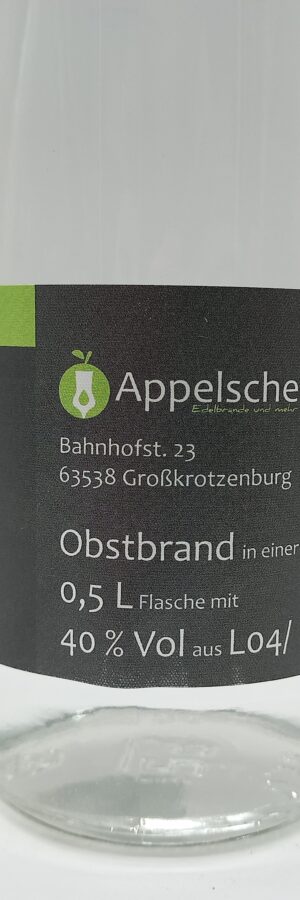 Appelsche
Edelbrände und mehr
Bahnhofst. 23
63538 Großkrotzenburg
Obstbrand in einer
0,5 L Flasche mit
40 % Vol aus L04/